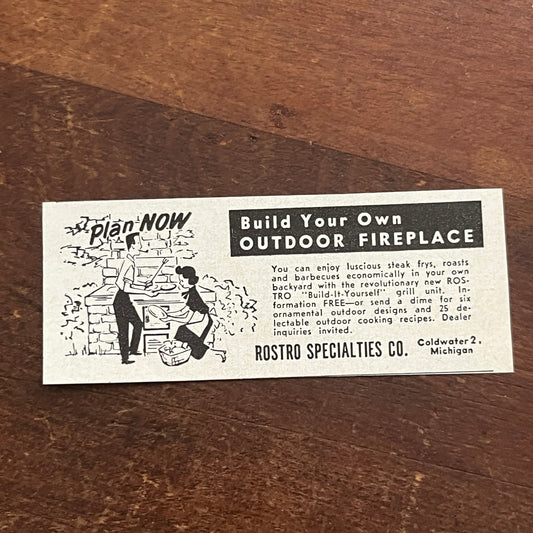 Plan NOW
Build Your Own
OUTDOOR FIREPLACE
You can enjoy luscious steak frys, roasts
and barbecues economically in your own
backyard with the revolutionary new ROS-
TRO "Build-It-Yourself" grill unit. In-
formation FREE—or send a dime for six
ornamental outdoor designs and 25 de-
lectable outdoor cooking recipes. Dealer
inquiries invited.
ROSTRO SPECIALTIES CO. Coldwater 2,
Michigan